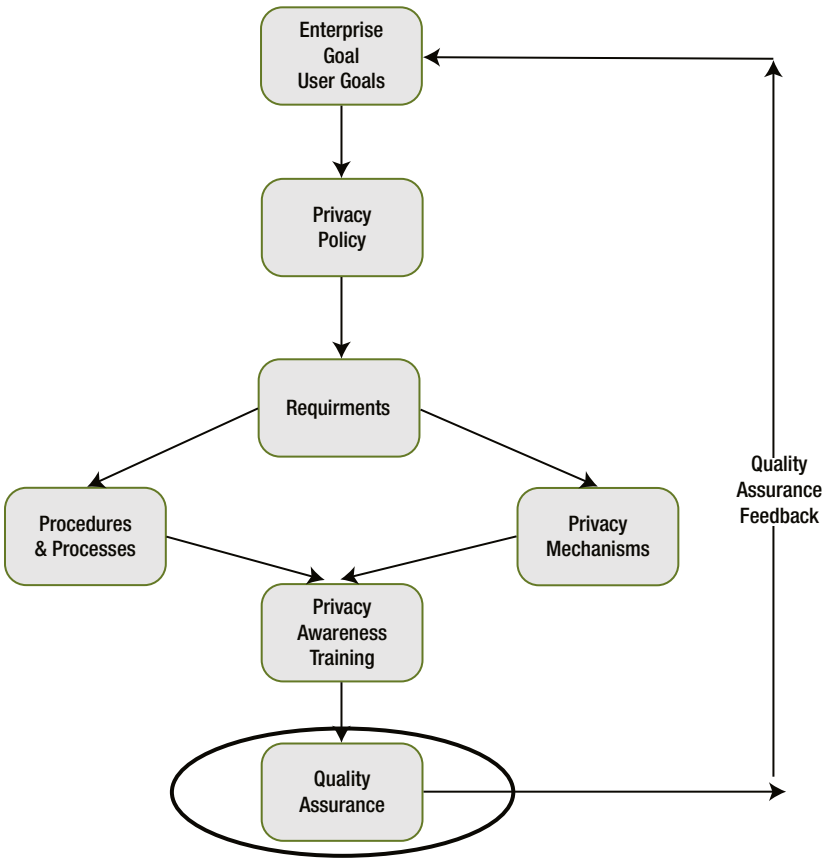 Enterprise
Goal
User Goals
Privacy
Policy
Requirments
Procedures
& Processes
Privacy
Mechanisms
Quality
Assurance
Feedback
Privacy
Awareness
Training
Quality
Assurance